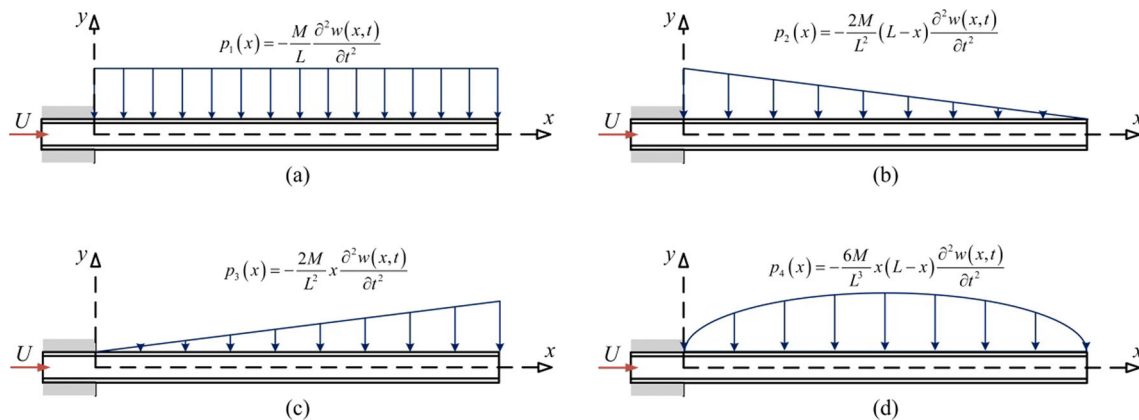 y
p₁(x) = −M/L ∂²w(x,t)/∂t²
U
x
(a)
y
p₂(x) = −2M/L² (L−x) ∂²w(x,t)/∂t²
U
x
(b)
y
p₃(x) = −2M/L² x ∂²w(x,t)/∂t²
U
x
(c)
y
p₄(x) = −6M/L³ x(L−x) ∂²w(x,t)/∂t²
U
x
(d)